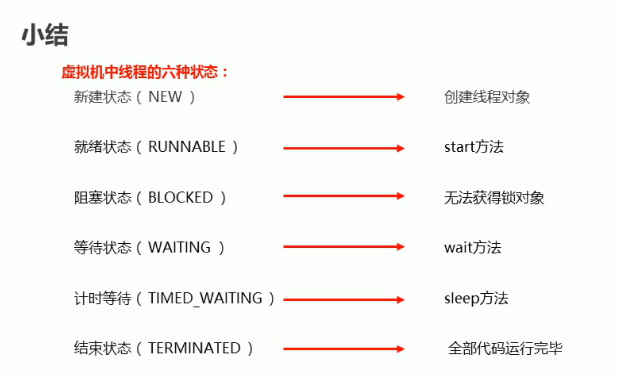 小结
虚拟机中线程的六种状态：
新建状态（ NEW ） 创建线程对象
就绪状态（ RUNNABLE ） start方法
阻塞状态（ BLOCKED ） 无法获得锁对象
等待状态（ WAITING ） wait方法
计时等待（ TIMED_WAITING ） sleep方法
结束状态（ TERMINATED ） 全部代码运行完毕